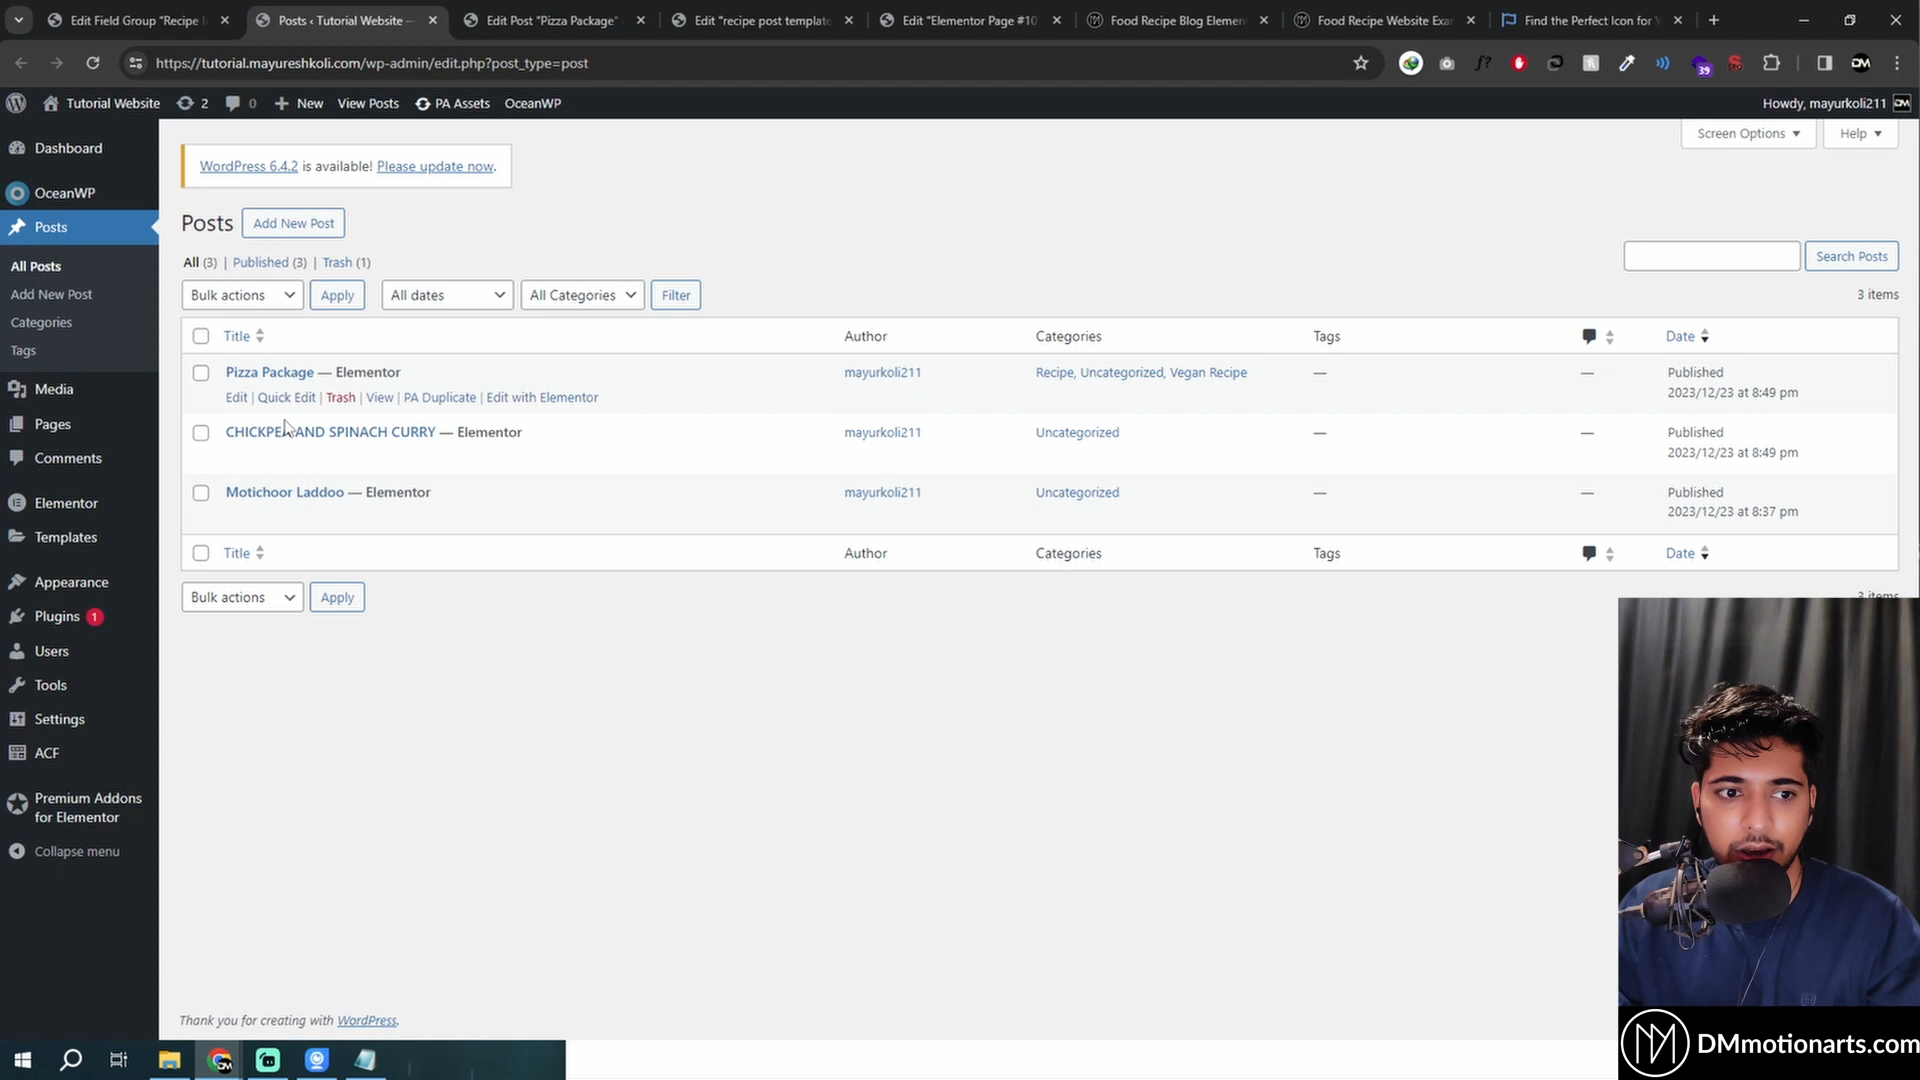 Edit Field Group "Recipe
Posts ‹ Tutorial Website —
Edit Post "Pizza Package"
Edit "recipe post template
Edit "Elementor Page #10
Food Recipe Blog Elemen
Food Recipe Website Exa
Find the Perfect Icon for
https://tutorial.mayureshkoli.com/wp-admin/edit.php?post_type=post
39
Tutorial Website
2
0
New
View Posts
PA Assets
OceanWP
Howdy, mayurkoli211
Screen Options
Help
Dashboard
OceanWP
Posts
All Posts
Add New Post
Categories
Tags
Media
Pages
Comments
Elementor
Templates
Appearance
Plugins 1
Users
Tools
Settings
ACF
Premium Addons
for Elementor
Collapse menu
WordPress 6.4.2 is available! Please update now.
Posts
Add New Post
All (3) | Published (3) | Trash (1)
Search Posts
Bulk actions
Apply
All dates
All Categories
Filter
3 items
Title
Author
Categories
Tags
Date
Pizza Package — Elementor
mayurkoli211
Recipe, Uncategorized, Vegan Recipe
—
—
Published
2023/12/23 at 8:49 pm
Edit | Quick Edit | Trash | View | PA Duplicate | Edit with Elementor
CHICKPEA AND SPINACH CURRY — Elementor
mayurkoli211
Uncategorized
—
—
Published
2023/12/23 at 8:49 pm
Motichoor Laddoo — Elementor
mayurkoli211
Uncategorized
—
—
Published
2023/12/23 at 8:37 pm
Title
Author
Categories
Tags
Date
Bulk actions
Apply
3 items
Thank you for creating with WordPress.
DMmotionarts.com